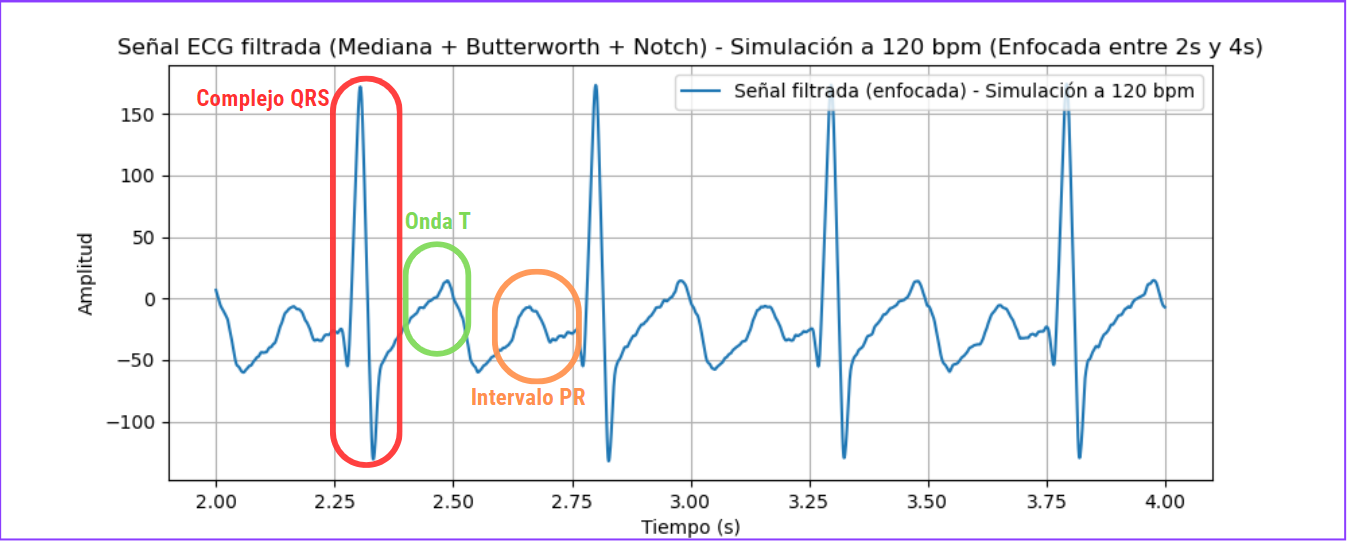 Señal ECG filtrada (Mediana + Butterworth + Notch) - Simulación a 120 bpm (Enfocada entre 2s y 4s)
Señal filtrada (enfocada) - Simulación a 120 bpm
Complejo QRS
Onda T
Intervalo PR
Amplitud
150
100
50
0
−50
−100
2.00 2.25 2.50 2.75 3.00 3.25 3.50 3.75 4.00
Tiempo (s)